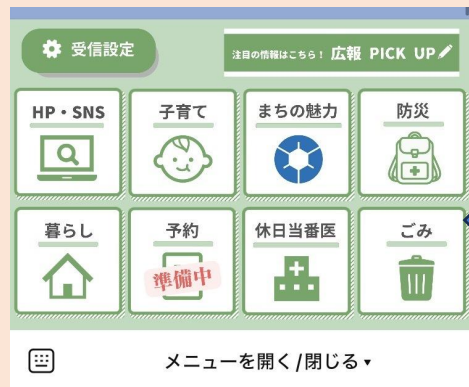 受信設定
注目の情報はこちら! 広報 PICK UP
HP・SNS
子育て
まちの魅力
防災
暮らし
予約
準備中
休日当番医
ごみ
メニューを開く/閉じる▾